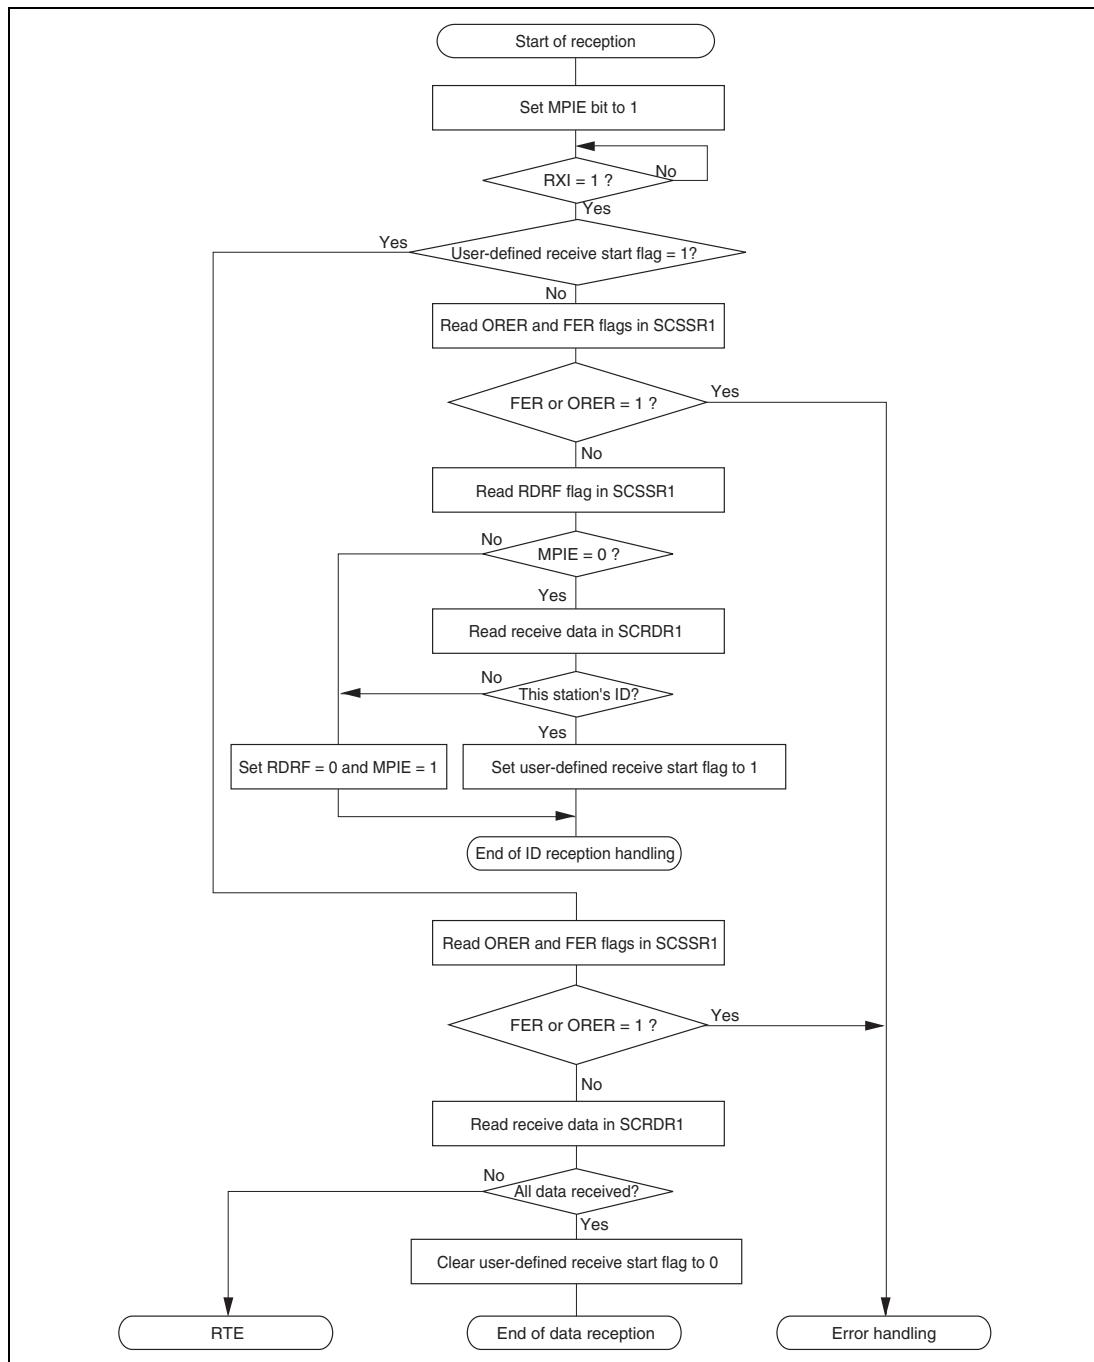 Start of reception
Set MPIE bit to 1
No
RXI = 1 ?
Yes
Yes
User-defined receive start flag = 1?
No
Read ORER and FER flags in SCSSR1
Yes
FER or ORER = 1 ?
No
Read RDRF flag in SCSSR1
No
MPIE = 0 ?
Yes
Read receive data in SCRDR1
No
This station's ID?
Yes
Set RDRF = 0 and MPIE = 1
Set user-defined receive start flag to 1
End of ID reception handling
Read ORER and FER flags in SCSSR1
Yes
FER or ORER = 1 ?
No
Read receive data in SCRDR1
No
All data received?
Yes
Clear user-defined receive start flag to 0
RTE
End of data reception
Error handling